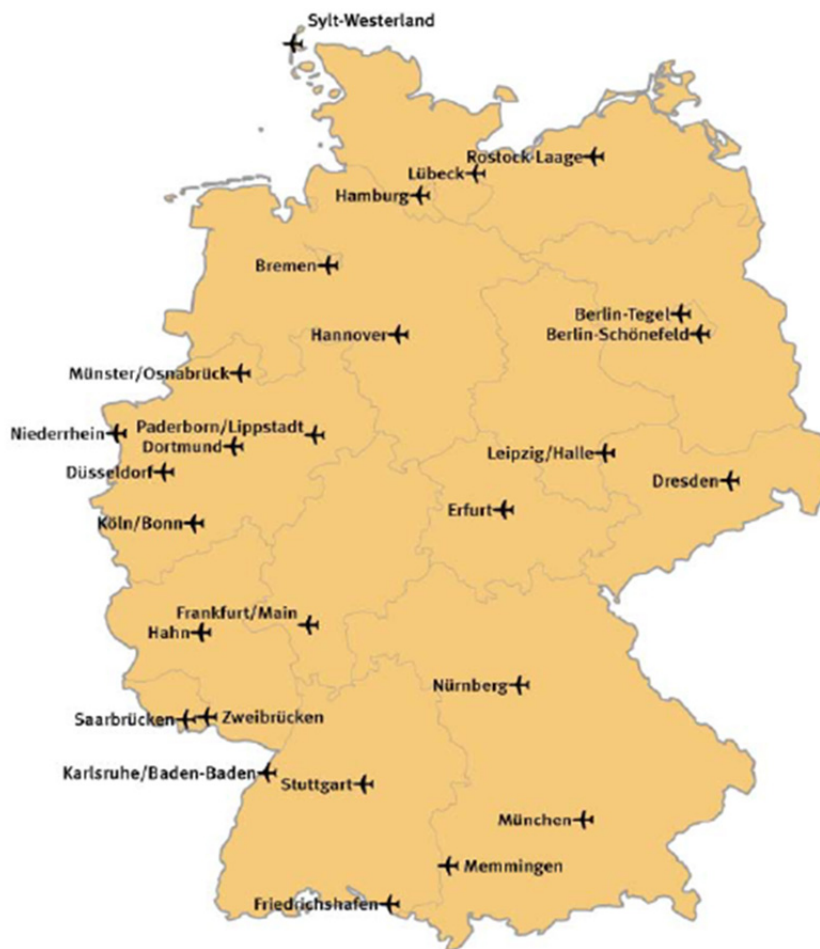 Sylt-Westerland
Rostock-Laage
Lübeck
Hamburg
Bremen
Berlin-Tegel
Hannover
Berlin-Schönefeld
Münster/Osnabrück
Paderborn/Lippstadt
Niederrhein
Dortmund
Leipzig/Halle
Düsseldorf
Dresden
Erfurt
Köln/Bonn
Frankfurt/Main
Hahn
Nürnberg
Saarbrücken
Zweibrücken
Karlsruhe/Baden-Baden
Stuttgart
München
Memmingen
Friedrichshafen